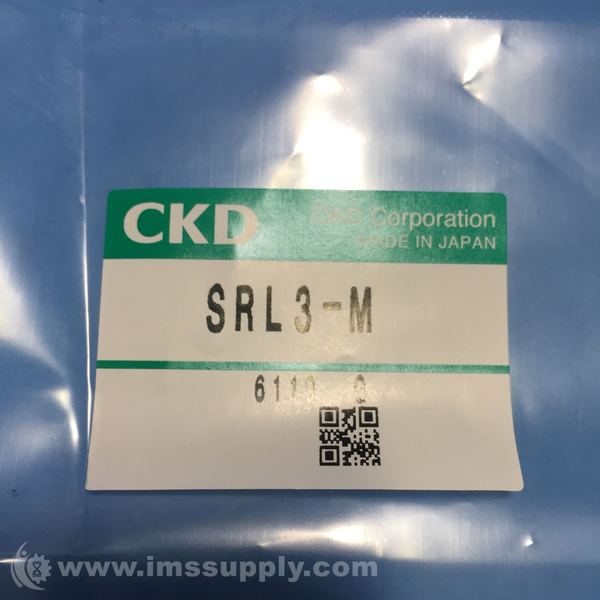 CKD
CKD Corporation
MADE IN JAPAN
SRL3-M
www.imssupply.com